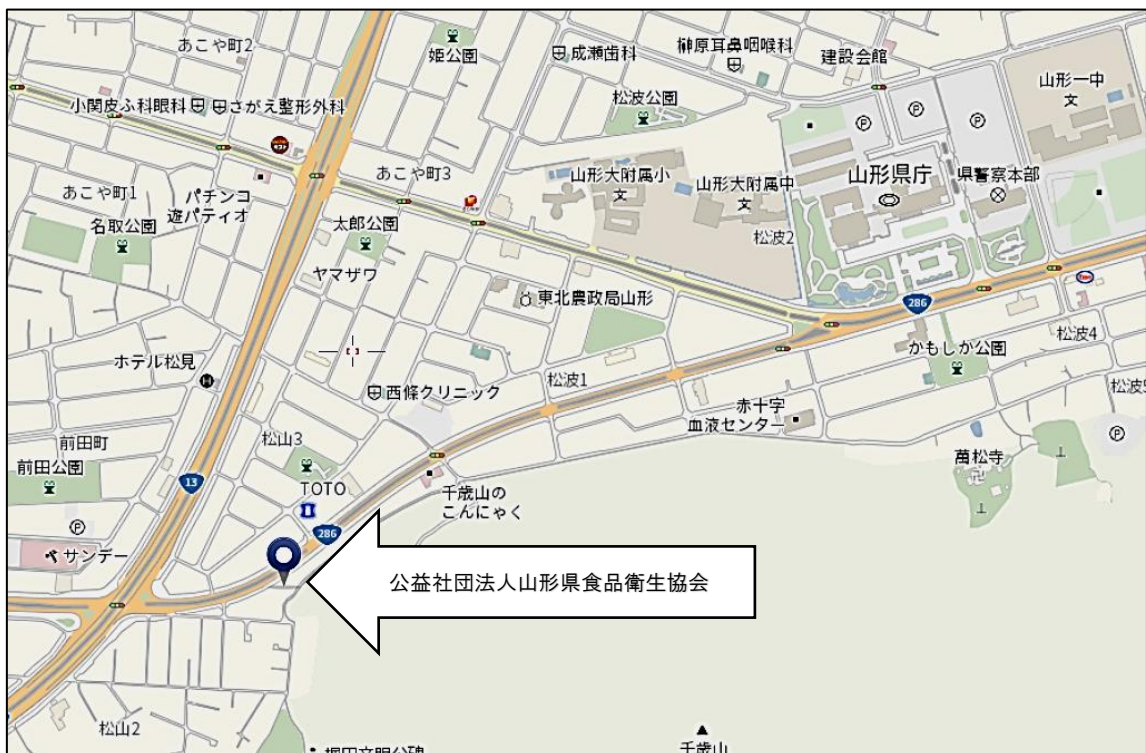 あこや町2
姫公園
成瀬歯科
榊原耳鼻咽喉科
建設会館
山形一中
文
小関皮ふ科眼科
さがえ整形外科
松波公園
P
P
P
あこや町1
あこや町3
山形大附属小
文
山形大附属中
文
山形県庁
県警察本部
パチンコ
遊パティオ
名取公園
太郎公園
松波2
ヤマザワ
東北農政局山形
286
ホテル松見
H
西條クリニック
松波1
かもしか公園
松波4
赤十字
血液センター
松波5
前田町
前田公園
松山3
13
TOTO
千歳山の
こんにゃく
萬松寺
P
P
サンデー
286
公益社団法人山形県食品衛生協会
松山2
千歳山